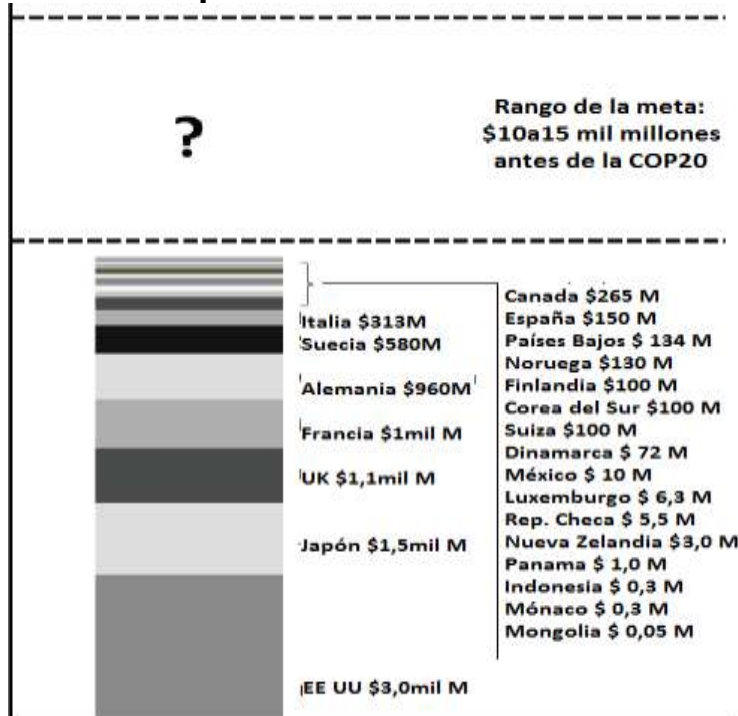 ?
Rango de la meta:
$10a15 mil millones
antes de la COP20
Italia $313M
Suecia $580M
Alemania $960M
Francia $1mil M
UK $1,1mil M
Japón $1,5mil M
EE UU $3,0mil M
Canada $265 M
España $150 M
Países Bajos $ 134 M
Noruega $130 M
Finlandia $100 M
Corea del Sur $100 M
Suiza $100 M
Dinamarca $ 72 M
México $ 10 M
Luxemburgo $ 6,3 M
Rep. Checa $ 5,5 M
Nueva Zelandia $3,0 M
Panama $ 1,0 M
Indonesia $ 0,3 M
Mónaco $ 0,3 M
Mongolia $ 0,05 M